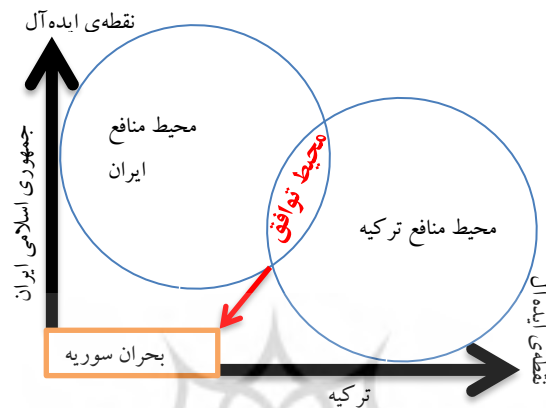 نقطه‌ی ایده‌آل
جمهوری اسلامی ایران
محیط منافع
ایران
محیط توافق
محیط منافع ترکیه
بحران سوریه
نقطه‌ی ایده‌آل
ترکیه